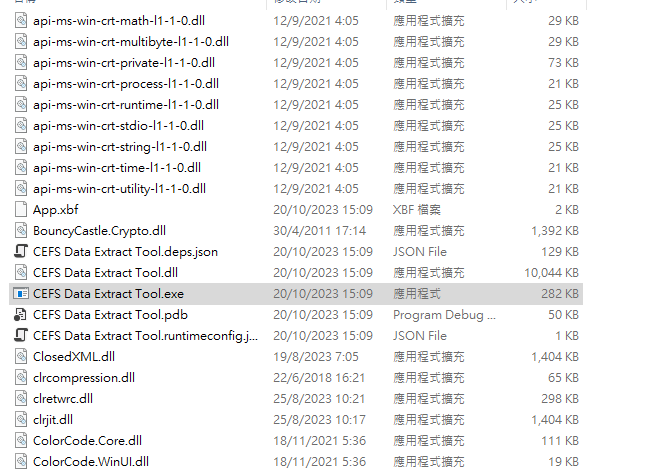 api-ms-win-crt-math-l1-1-0.dll 12/9/2021 4:05 應用程式擴充 29 KB
api-ms-win-crt-multibyte-l1-1-0.dll 12/9/2021 4:05 應用程式擴充 29 KB
api-ms-win-crt-private-l1-1-0.dll 12/9/2021 4:05 應用程式擴充 73 KB
api-ms-win-crt-process-l1-1-0.dll 12/9/2021 4:05 應用程式擴充 21 KB
api-ms-win-crt-runtime-l1-1-0.dll 12/9/2021 4:05 應用程式擴充 25 KB
api-ms-win-crt-stdio-l1-1-0.dll 12/9/2021 4:05 應用程式擴充 25 KB
api-ms-win-crt-string-l1-1-0.dll 12/9/2021 4:05 應用程式擴充 25 KB
api-ms-win-crt-time-l1-1-0.dll 12/9/2021 4:05 應用程式擴充 21 KB
api-ms-win-crt-utility-l1-1-0.dll 12/9/2021 4:05 應用程式擴充 21 KB
App.xbf 20/10/2023 15:09 XBF 檔案 2 KB
BouncyCastle.Crypto.dll 30/4/2011 17:14 應用程式擴充 1,392 KB
CEFS Data Extract Tool.deps.json 20/10/2023 15:09 JSON File 129 KB
CEFS Data Extract Tool.dll 20/10/2023 15:09 應用程式擴充 10,044 KB
CEFS Data Extract Tool.exe 20/10/2023 15:09 應用程式 282 KB
CEFS Data Extract Tool.pdb 20/10/2023 15:09 Program Debug ... 50 KB
CEFS Data Extract Tool.runtimeconfig.j... 20/10/2023 15:09 JSON File 1 KB
ClosedXML.dll 19/8/2023 7:05 應用程式擴充 1,404 KB
clrcompression.dll 22/6/2018 16:21 應用程式擴充 65 KB
clretwrc.dll 25/8/2023 10:21 應用程式擴充 298 KB
clrjit.dll 25/8/2023 10:17 應用程式擴充 1,404 KB
ColorCode.Core.dll 18/11/2021 5:36 應用程式擴充 111 KB
ColorCode.WinUI.dll 18/11/2021 5:36 應用程式擴充 19 KB